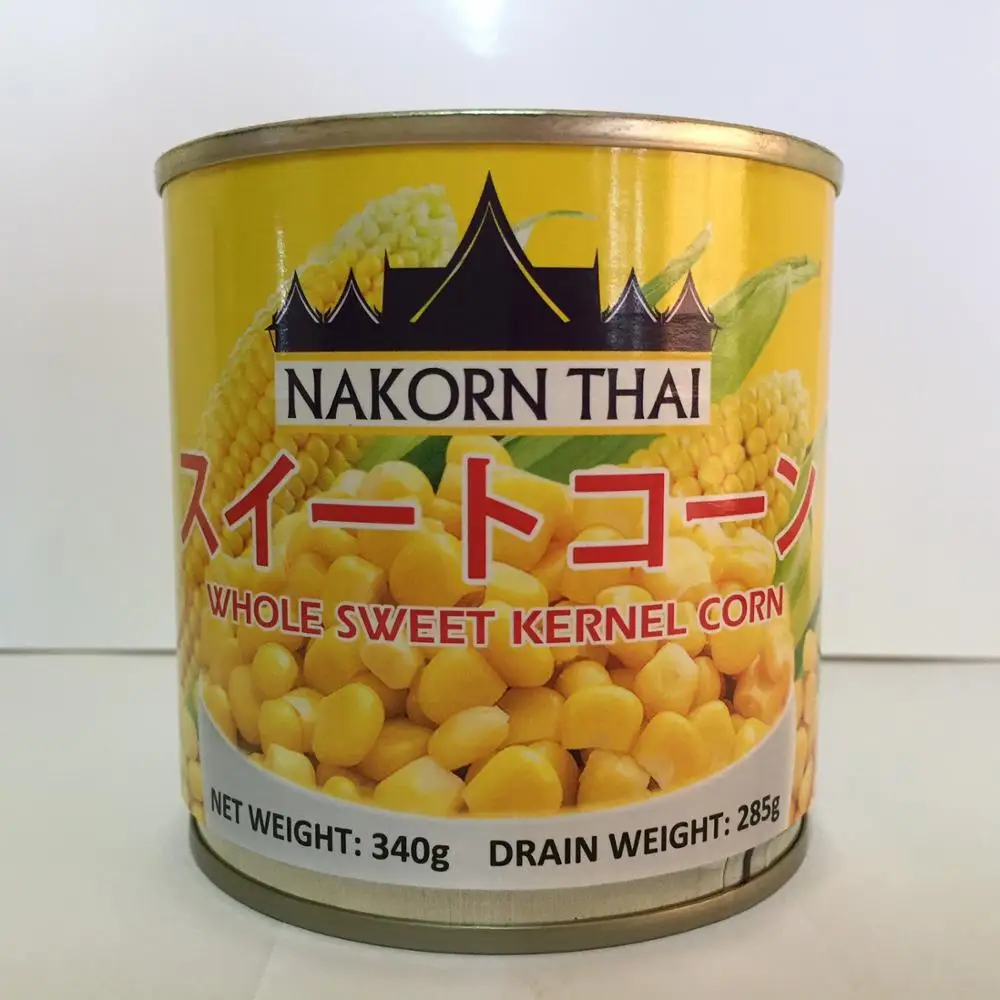 NAKORN THAI
スイートコーン
WHOLE SWEET KERNEL CORN
NET WEIGHT: 340g DRAIN WEIGHT: 285g